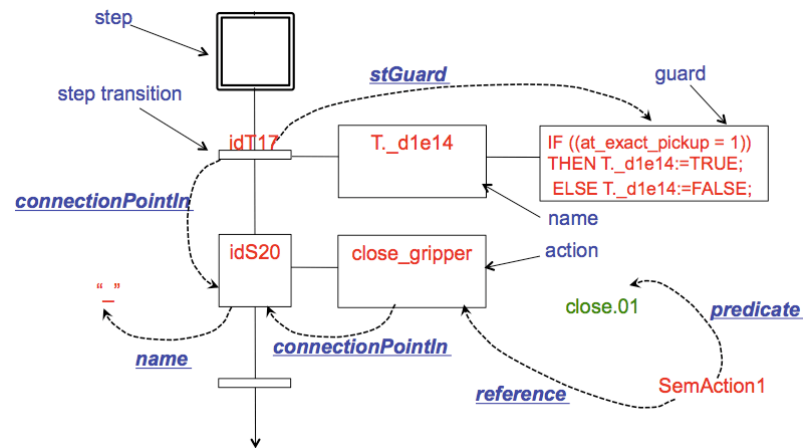 step
stGuard
guard
step transition
idT17
T._d1e14
IF ((at_exact_pickup = 1))
THEN T._d1e14:=TRUE;
ELSE T._d1e14:=FALSE;
connectionPointIn
name
idS20
close_gripper
action
“_”
close.01
predicate
name
connectionPointIn
reference
SemAction1